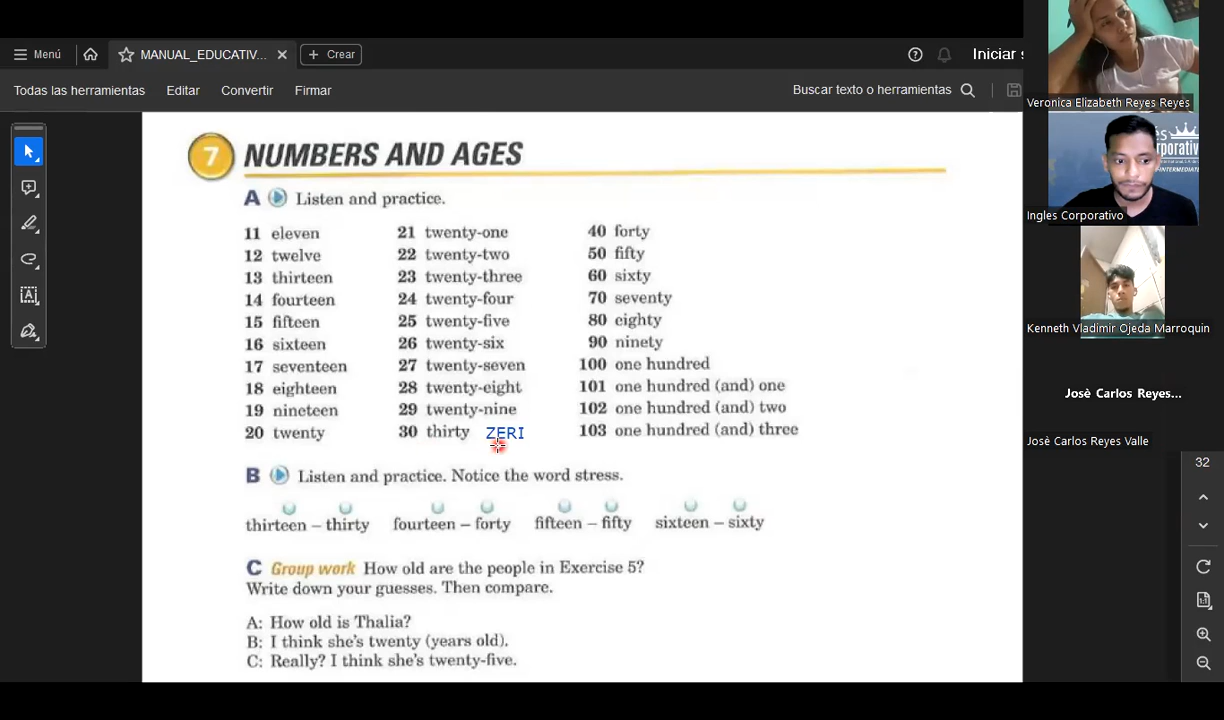 Menú
MANUAL_EDUCATIV...
Crear
Iniciar s
Todas las herramientas
Editar
Convertir
Firmar
Buscar texto o herramientas
7 NUMBERS AND AGES
A Listen and practice.
11 eleven
12 twelve
13 thirteen
14 fourteen
15 fifteen
16 sixteen
17 seventeen
18 eighteen
19 nineteen
20 twenty
21 twenty-one
22 twenty-two
23 twenty-three
24 twenty-four
25 twenty-five
26 twenty-six
27 twenty-seven
28 twenty-eight
29 twenty-nine
30 thirty ZERI
40 forty
50 fifty
60 sixty
70 seventy
80 eighty
90 ninety
100 one hundred
101 one hundred (and) one
102 one hundred (and) two
103 one hundred (and) three
B Listen and practice. Notice the word stress.
thirteen – thirty fourteen – forty fifteen – fifty sixteen – sixty
C Group work How old are the people in Exercise 5?
Write down your guesses. Then compare.
A: How old is Thalia?
B: I think she's twenty (years old).
C: Really? I think she's twenty-five.
Veronica Elizabeth Reyes Reyes
Ingles Corporativo
Kenneth Vladimir Ojeda Marroquin
Josè Carlos Reyes...
Josè Carlos Reyes Valle
32
1:1